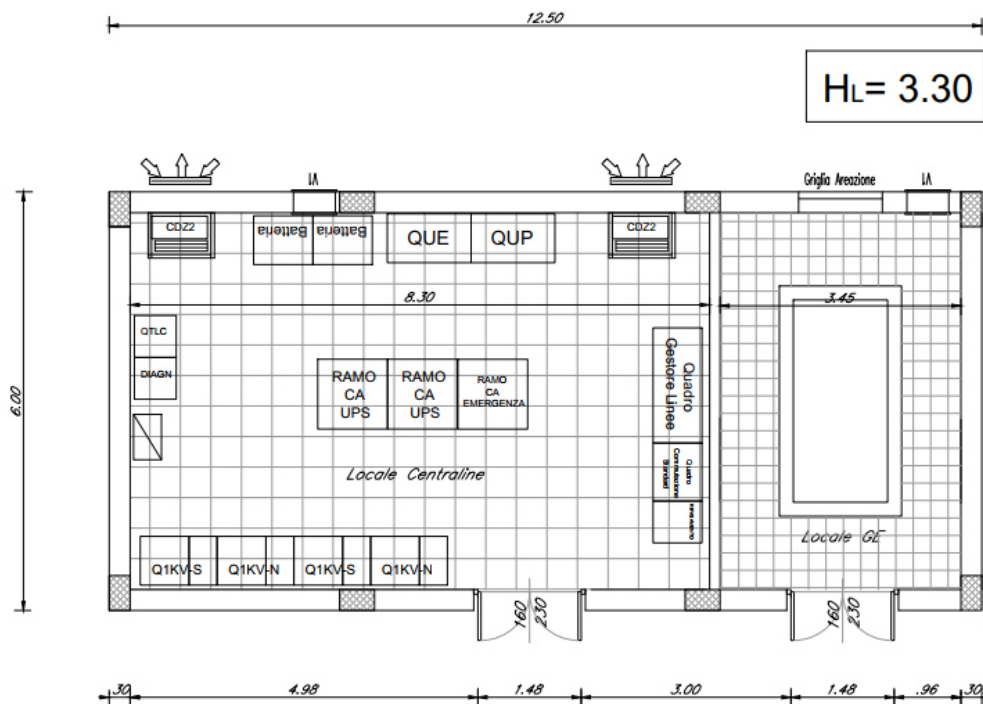 12.50
HL= 3.30
VI
VI
Griglia Areazione
CDZ2
Batteria
Batteria
QUE
QUP
CDZ2
8.30
3.45
6.00
QTLC
DIAGN
RAMO
CA
UPS
RAMO
CA
UPS
RAMO
CA
EMERGENZA
Quadro
Gestore Linee
Quadro
Commutazione
Standard
Locale Centraline
Locale GE
Q1KV-S
Q1KV-N
Q1KV-S
Q1KV-N
160
230
160
230
.30
4.98
1.48
3.00
1.48
.96
.30